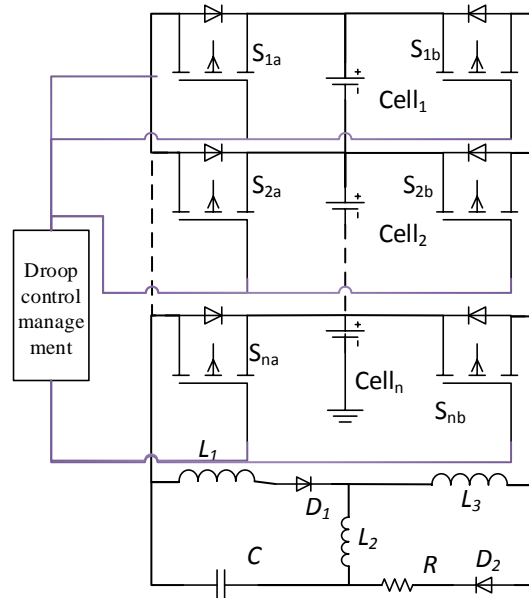 S1a
S1b
Cell1
S2a
S2b
Cell2
Droop
control
manage
ment
Sna
Celln
Snb
L1
D1
L3
L2
C
R
D2